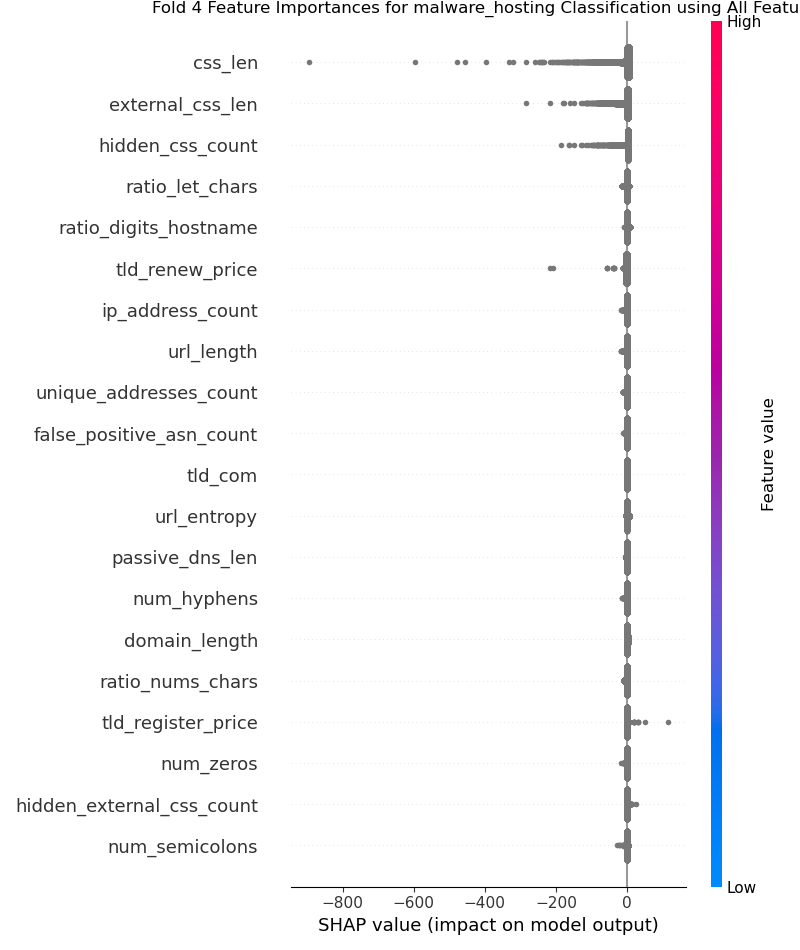 Fold 4 Feature Importances for malware_hosting Classification using All Featu
High
css_len
external_css_len
hidden_css_count
ratio_let_chars
ratio_digits_hostname
tld_renew_price
ip_address_count
url_length
unique_addresses_count
false_positive_asn_count
tld_com
url_entropy
passive_dns_len
num_hyphens
domain_length
ratio_nums_chars
tld_register_price
num_zeros
hidden_external_css_count
num_semicolons
Feature value
Low
−800 −600 −400 −200 0
SHAP value (impact on model output)